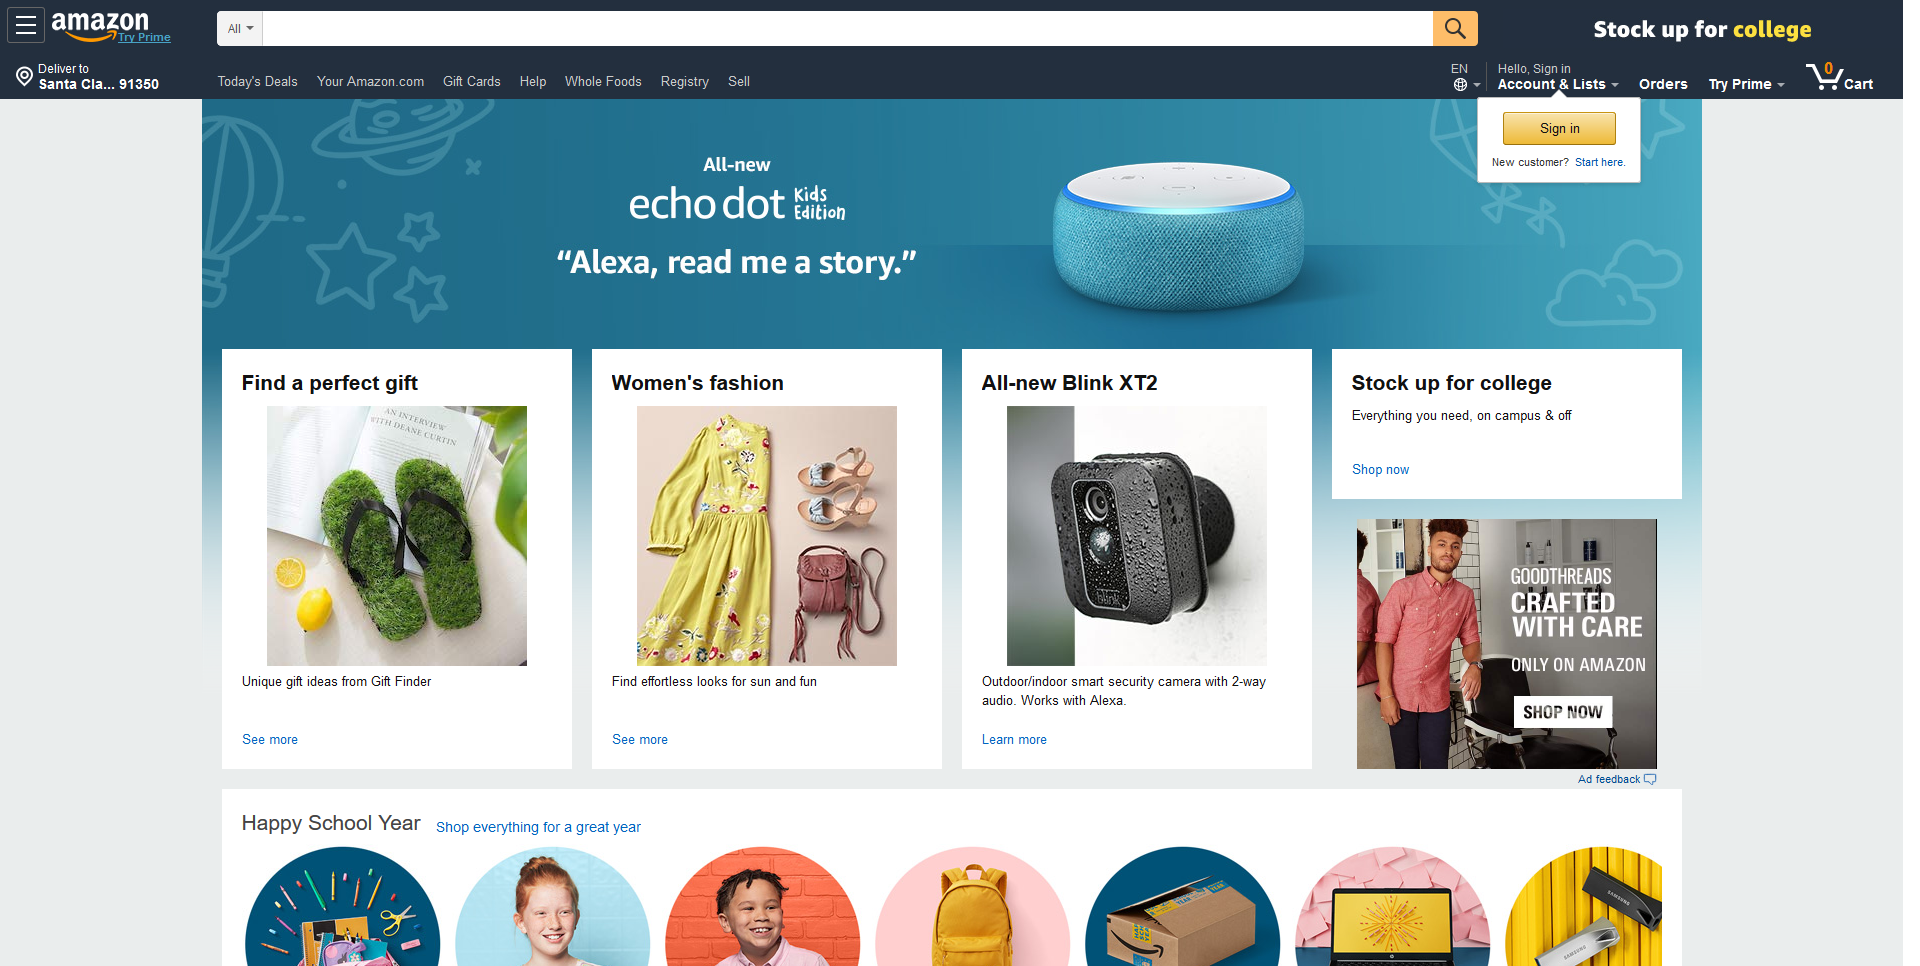 amazon
Try Prime
All
Stock up for college
Deliver to
Santa Cla... 91350
Today's Deals
Your Amazon.com
Gift Cards
Help
Whole Foods
Registry
Sell
EN
Hello, Sign in
Account & Lists
Orders
Try Prime
0
Cart
Sign in
New customer? Start here.
All-new
echo dot Kids Edition
“Alexa, read me a story.”
Find a perfect gift
AN INTERVIEW
WITH DEANE CURTIN
Unique gift ideas from Gift Finder
See more
Women's fashion
Find effortless looks for sun and fun
See more
All-new Blink XT2
blink
Outdoor/indoor smart security camera with 2-way
audio. Works with Alexa.
Learn more
Stock up for college
Everything you need, on campus & off
Shop now
GOODTHREADS
CRAFTED
WITH CARE
ONLY ON AMAZON
SHOP NOW
Ad feedback
Happy School Year
Shop everything for a great year
SAMSUNG
SAMSUNG